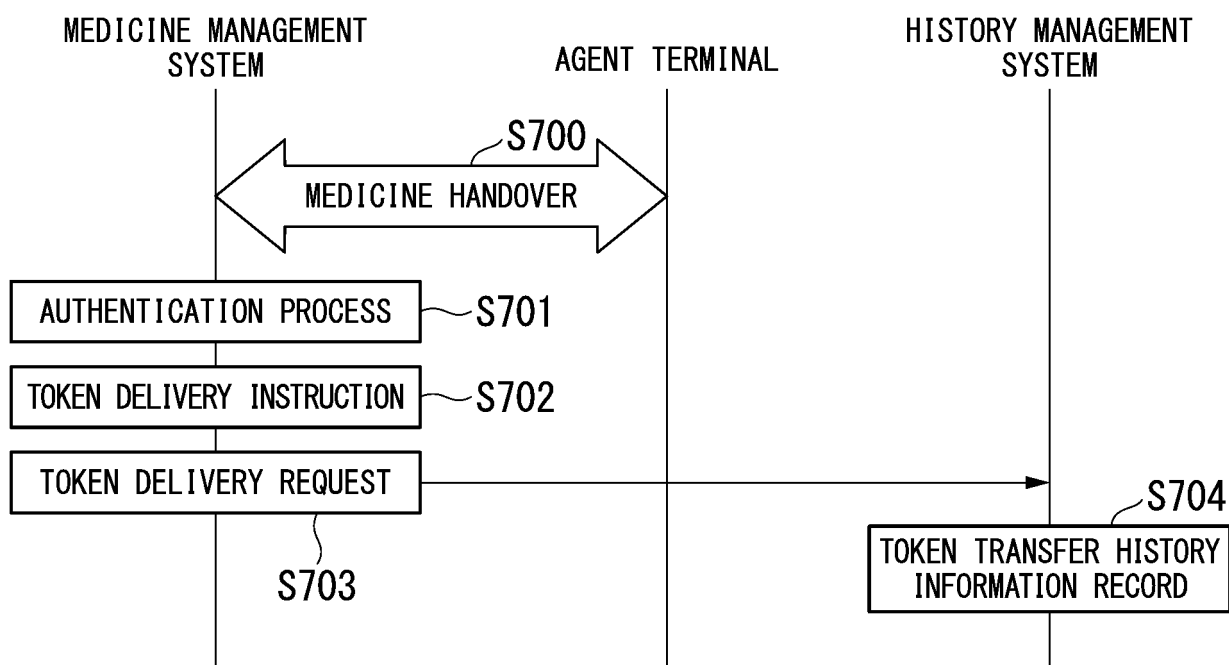 MEDICINE MANAGEMENT
SYSTEM
AGENT TERMINAL
HISTORY MANAGEMENT
SYSTEM
S700
MEDICINE HANDOVER
AUTHENTICATION PROCESS
S701
TOKEN DELIVERY INSTRUCTION
S702
TOKEN DELIVERY REQUEST
S703
S704
TOKEN TRANSFER HISTORY
INFORMATION RECORD